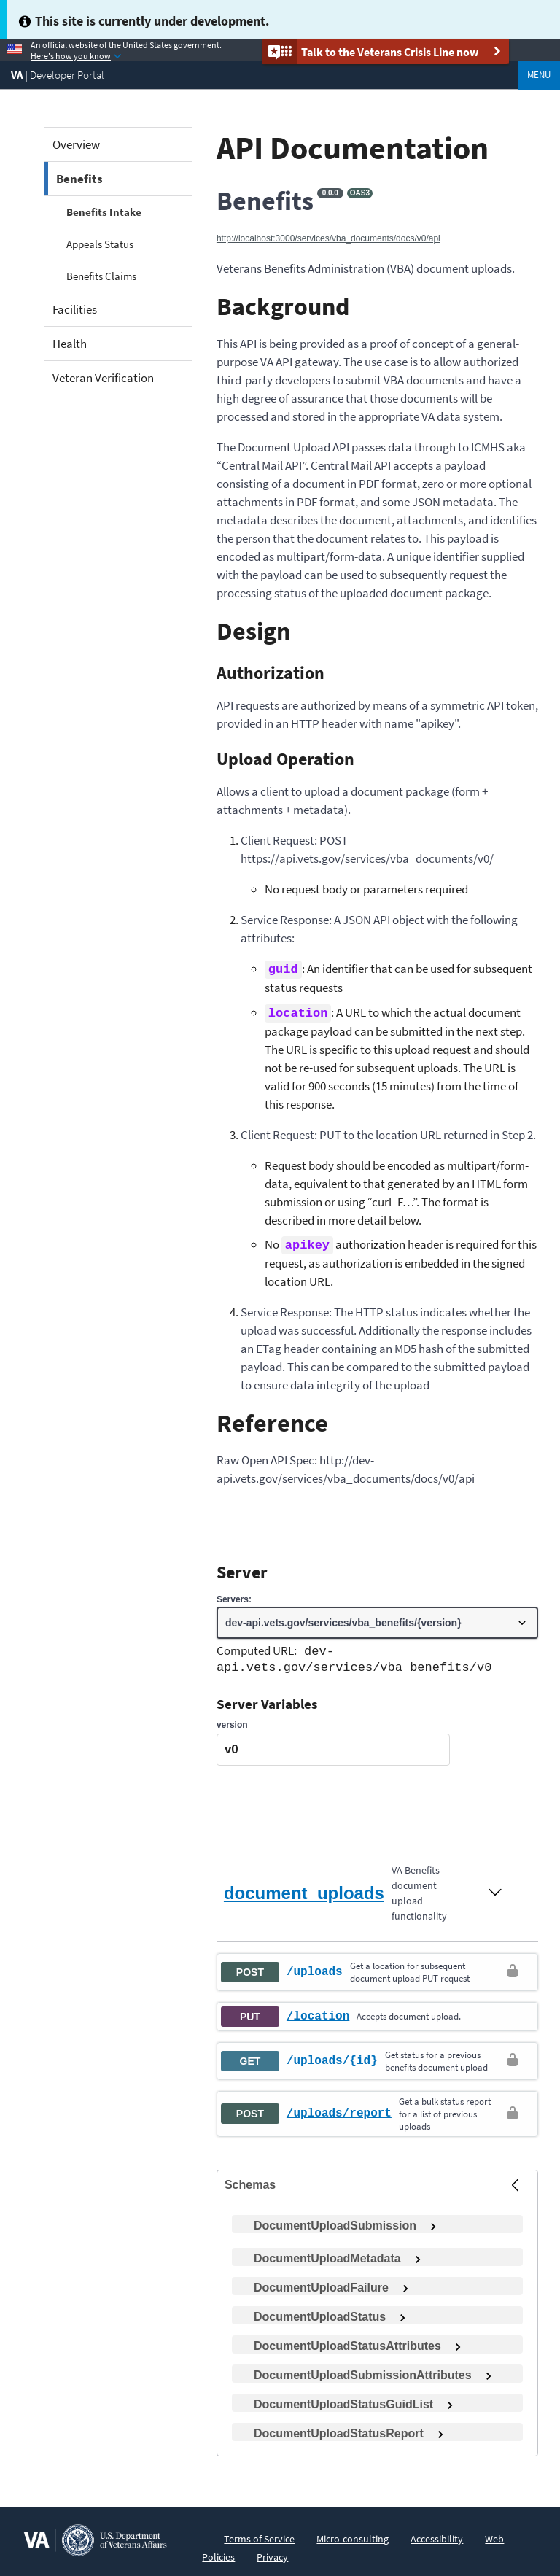 This site is currently under development.
An official website of the United States government.
Here's how you know
Talk to the Veterans Crisis Line now
VA | Developer Portal
MENU
Overview
Benefits
Benefits Intake
Appeals Status
Benefits Claims
Facilities
Health
Veteran Verification
API Documentation
Benefits 0.0.0 OAS3
http://localhost:3000/services/vba_documents/docs/v0/api
Veterans Benefits Administration (VBA) document uploads.
Background
This API is being provided as a proof of concept of a general-
purpose VA API gateway. The use case is to allow authorized
third-party developers to submit VBA documents and have a
high degree of assurance that those documents will be
processed and stored in the appropriate VA data system.
The Document Upload API passes data through to ICMHS aka
“Central Mail API”. Central Mail API accepts a payload
consisting of a document in PDF format, zero or more optional
attachments in PDF format, and some JSON metadata. The
metadata describes the document, attachments, and identifies
the person that the document relates to. This payload is
encoded as multipart/form-data. A unique identifier supplied
with the payload can be used to subsequently request the
processing status of the uploaded document package.
Design
Authorization
API requests are authorized by means of a symmetric API token,
provided in an HTTP header with name "apikey".
Upload Operation
Allows a client to upload a document package (form +
attachments + metadata).
1. Client Request: POST
https://api.vets.gov/services/vba_documents/v0/
No request body or parameters required
2. Service Response: A JSON API object with the following
attributes:
guid: An identifier that can be used for subsequent
status requests
location: A URL to which the actual document
package payload can be submitted in the next step.
The URL is specific to this upload request and should
not be re-used for subsequent uploads. The URL is
valid for 900 seconds (15 minutes) from the time of
this response.
3. Client Request: PUT to the location URL returned in Step 2.
Request body should be encoded as multipart/form-
data, equivalent to that generated by an HTML form
submission or using “curl -F…”. The format is
described in more detail below.
No apikey authorization header is required for this
request, as authorization is embedded in the signed
location URL.
4. Service Response: The HTTP status indicates whether the
upload was successful. Additionally the response includes
an ETag header containing an MD5 hash of the submitted
payload. This can be compared to the submitted payload
to ensure data integrity of the upload
Reference
Raw Open API Spec: http://dev-
api.vets.gov/services/vba_documents/docs/v0/api
Server
Servers:
dev-api.vets.gov/services/vba_benefits/{version}
Computed URL: dev-
api.vets.gov/services/vba_benefits/v0
Server Variables
version
v0
document_uploads
VA Benefits
document
upload
functionality
POST /uploads
Get a location for subsequent
document upload PUT request
PUT /location Accepts document upload.
GET /uploads/{id}
Get status for a previous
benefits document upload
POST /uploads/report
Get a bulk status report
for a list of previous
uploads
Schemas
DocumentUploadSubmission
DocumentUploadMetadata
DocumentUploadFailure
DocumentUploadStatus
DocumentUploadStatusAttributes
DocumentUploadSubmissionAttributes
DocumentUploadStatusGuidList
DocumentUploadStatusReport
VA
U.S. Department
of Veterans Affairs
Terms of Service Micro-consulting Accessibility Web
Policies Privacy